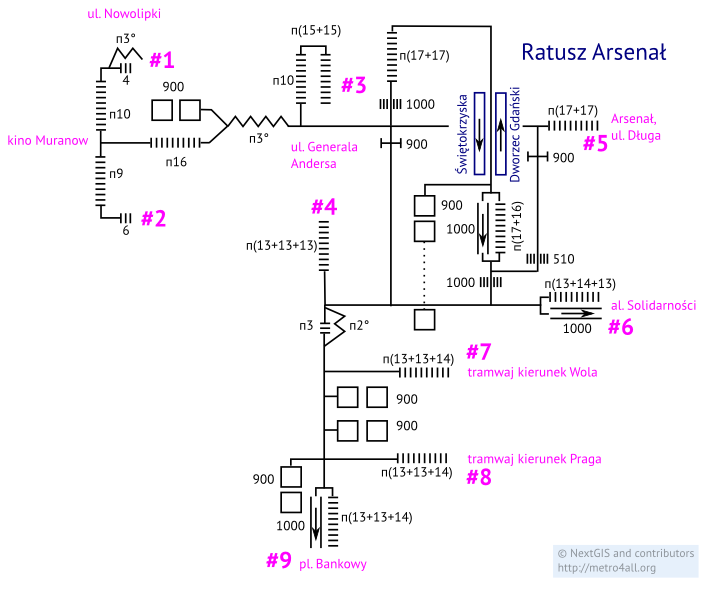 ul. Nowolipki
п3°
#1
4
900
п10
kino Muranow
п16
п9
6
#2
п3°
п(15+15)
п10
#3
ul. Generala
Andersa
п(17+17)
1000
900
Ratusz Arsenał
Świętokrzyska
Dworzec Gdański
п(17+17)
Arsenał,
ul. Długa
#5
900
#4
п(13+13+13)
900
1000
п(17+16)
510
1000
п(13+14+13)
al. Solidarności
1000
#6
п3
п2°
#7
п(13+13+14)
tramwaj kierunek Wola
900
900
tramwaj kierunek Praga
900
п(13+13+14)
#8
1000
п(13+13+14)
#9
pl. Bankowy
© NextGIS and contributors
http://metro4all.org